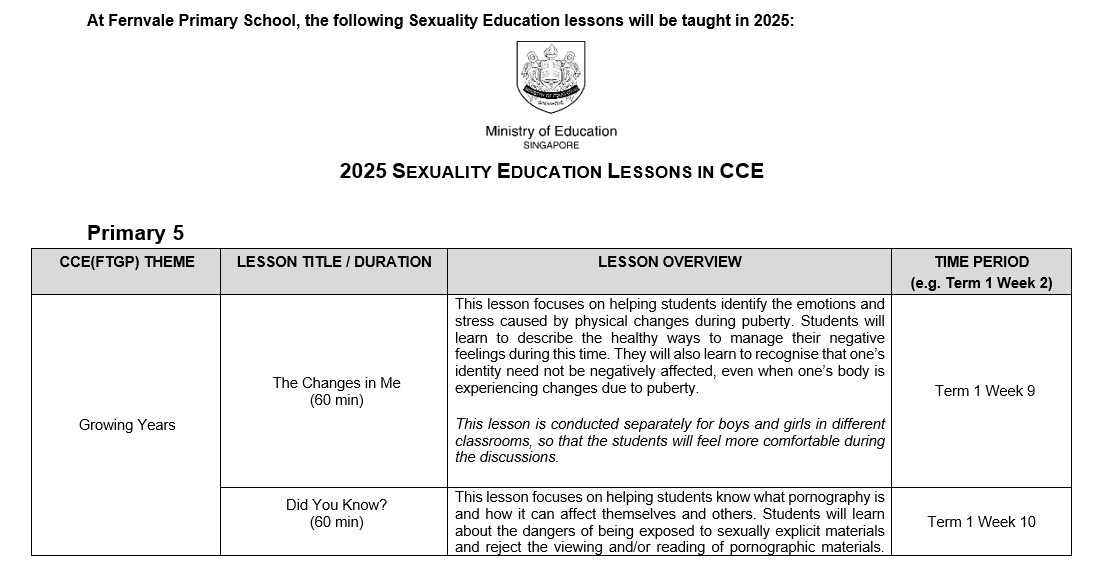 At Fernvale Primary School, the following Sexuality Education lessons will be taught in 2025:
Ministry of Education
SINGAPORE
2025 SEXUALITY EDUCATION LESSONS IN CCE
Primary 5
CCE(FTGP) THEME
LESSON TITLE / DURATION
LESSON OVERVIEW
TIME PERIOD
(e.g. Term 1 Week 2)
Growing Years
The Changes in Me
(60 min)
This lesson focuses on helping students identify the emotions and
stress caused by physical changes during puberty. Students will
learn to describe the healthy ways to manage their negative
feelings during this time. They will also learn to recognise that one’s
identity need not be negatively affected, even when one’s body is
experiencing changes due to puberty.
This lesson is conducted separately for boys and girls in different
classrooms, so that the students will feel more comfortable during
the discussions.
Term 1 Week 9
Did You Know?
(60 min)
This lesson focuses on helping students know what pornography is
and how it can affect themselves and others. Students will learn
about the dangers of being exposed to sexually explicit materials
and reject the viewing and/or reading of pornographic materials.
Term 1 Week 10